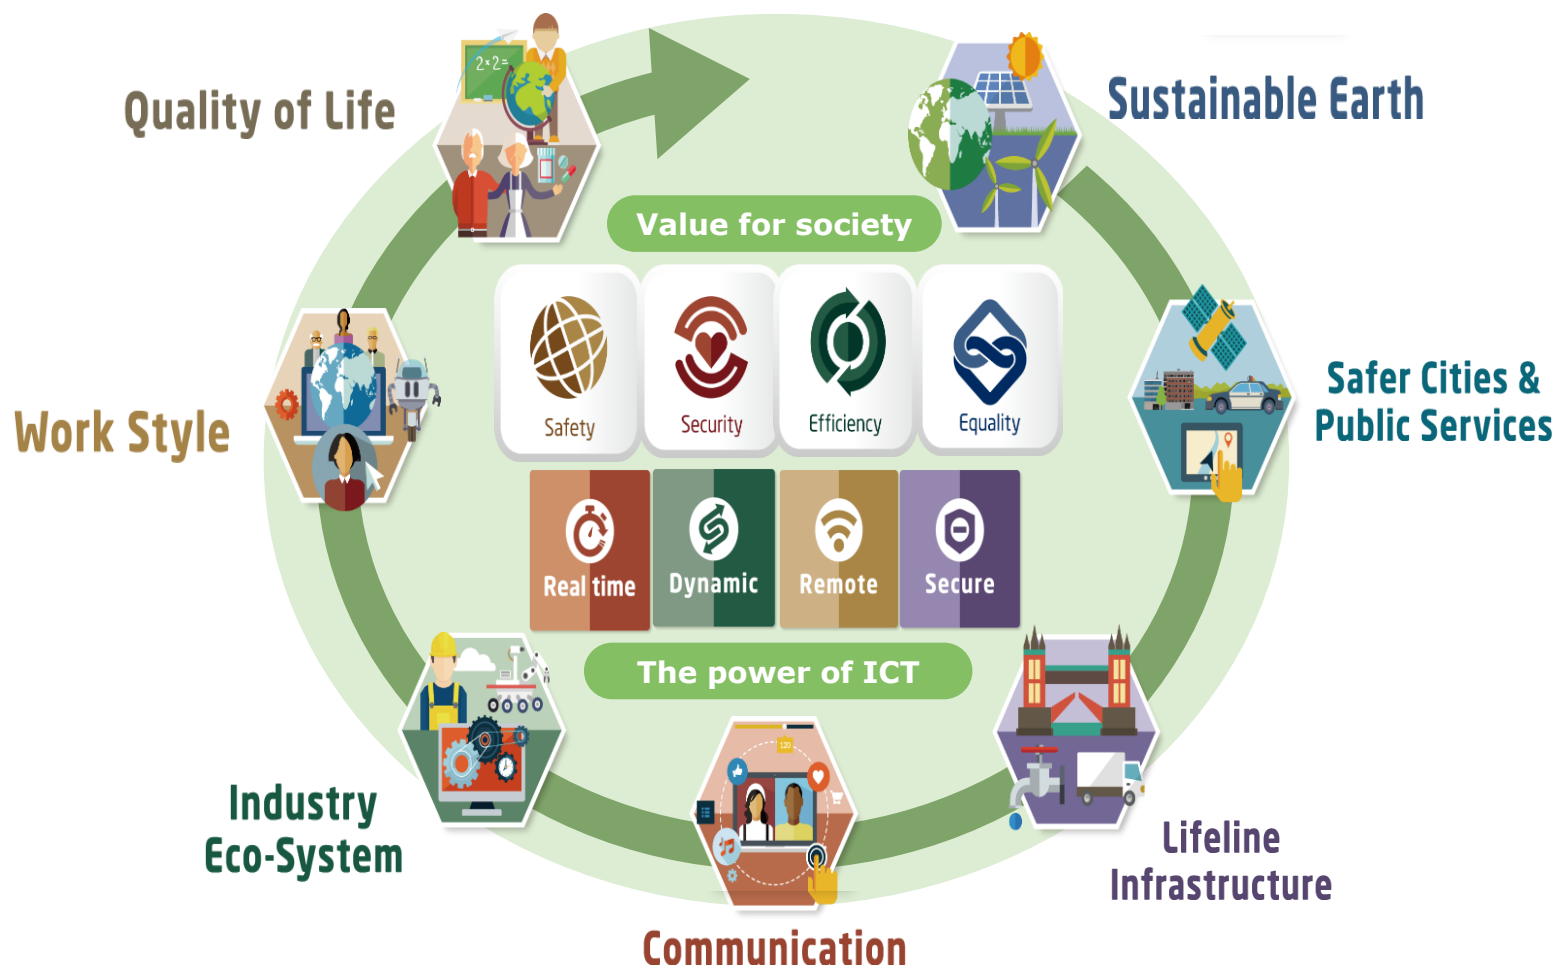 Quality of Life
2×2=
Sustainable Earth
Value for society
Safety
Security
Efficiency
Equality
Safer Cities &
Public Services
Work Style
Real time
Dynamic
Remote
Secure
The power of ICT
Industry
Eco-System
120
Lifeline
Infrastructure
Communication